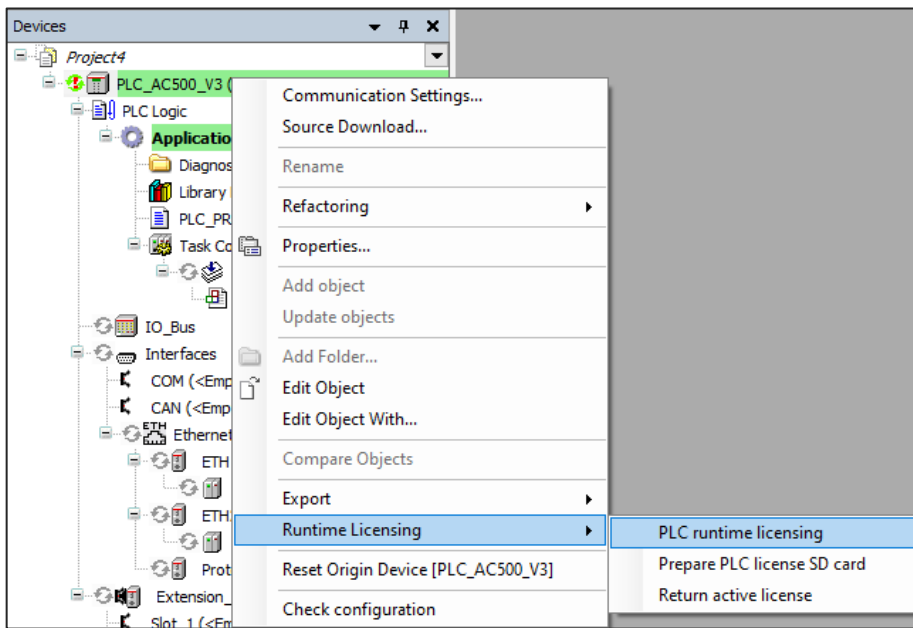 Devices
Project4
PLC_AC500_V3 (
PLC Logic
Applicatio
Diagnos
Library
PLC_PR
Task Co
IO_Bus
Interfaces
COM (<Emp
CAN (<Emp
ETH
Ethernet
ETH
ETH
Prot
Extension_
Slot_1 (<Em
Communication Settings...
Source Download...
Rename
Refactoring
Properties...
Add object
Update objects
Add Folder...
Edit Object
Edit Object With...
Compare Objects
Export
Runtime Licensing
Reset Origin Device [PLC_AC500_V3]
Check configuration
PLC runtime licensing
Prepare PLC license SD card
Return active license